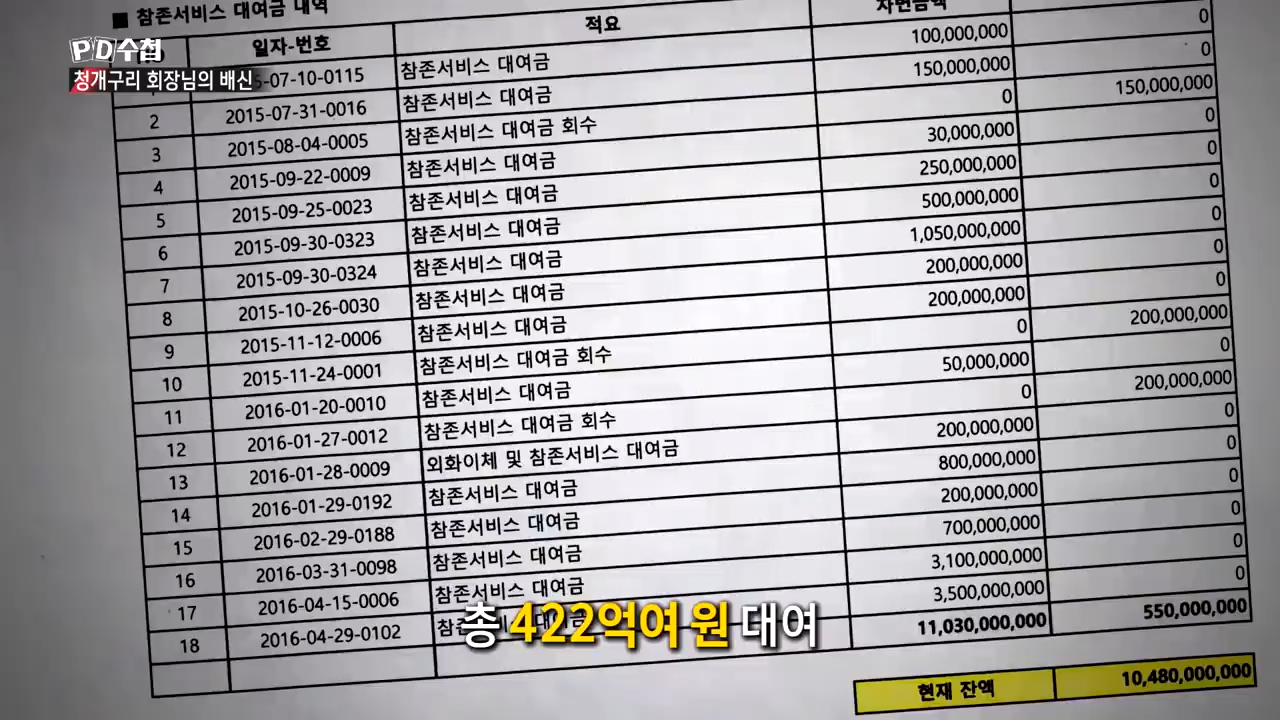 ■ 참존서비스 대여금 내역
PD수첩
청개구리 회장님의 배신
일자-번호 적요 차변금액
5-07-10-0115 참존서비스 대여금 100,000,000 0
2 2015-07-31-0016 참존서비스 대여금 150,000,000 0
3 2015-08-04-0005 참존서비스 대여금 회수 0 150,000,000
4 2015-09-22-0009 참존서비스 대여금 30,000,000 0
5 2015-09-25-0023 참존서비스 대여금 250,000,000 0
6 2015-09-30-0323 참존서비스 대여금 500,000,000 0
7 2015-09-30-0324 참존서비스 대여금 1,050,000,000 0
8 2015-10-26-0030 참존서비스 대여금 200,000,000 0
9 2015-11-12-0006 참존서비스 대여금 200,000,000 0
10 2015-11-24-0001 참존서비스 대여금 회수 0 200,000,000
11 2016-01-20-0010 참존서비스 대여금 50,000,000 0
12 2016-01-27-0012 참존서비스 대여금 회수 0 200,000,000
13 2016-01-28-0009 외화이체 및 참존서비스 대여금 200,000,000 0
14 2016-01-29-0192 참존서비스 대여금 800,000,000 0
15 2016-02-29-0188 참존서비스 대여금 200,000,000 0
16 2016-03-31-0098 참존서비스 대여금 700,000,000 0
17 2016-04-15-0006 참존서비스 대여금 3,100,000,000 0
18 2016-04-29-0102 3,500,000,000 0
11,030,000,000 550,000,000
총 422억여 원 대여
현재 잔액 10,480,000,000